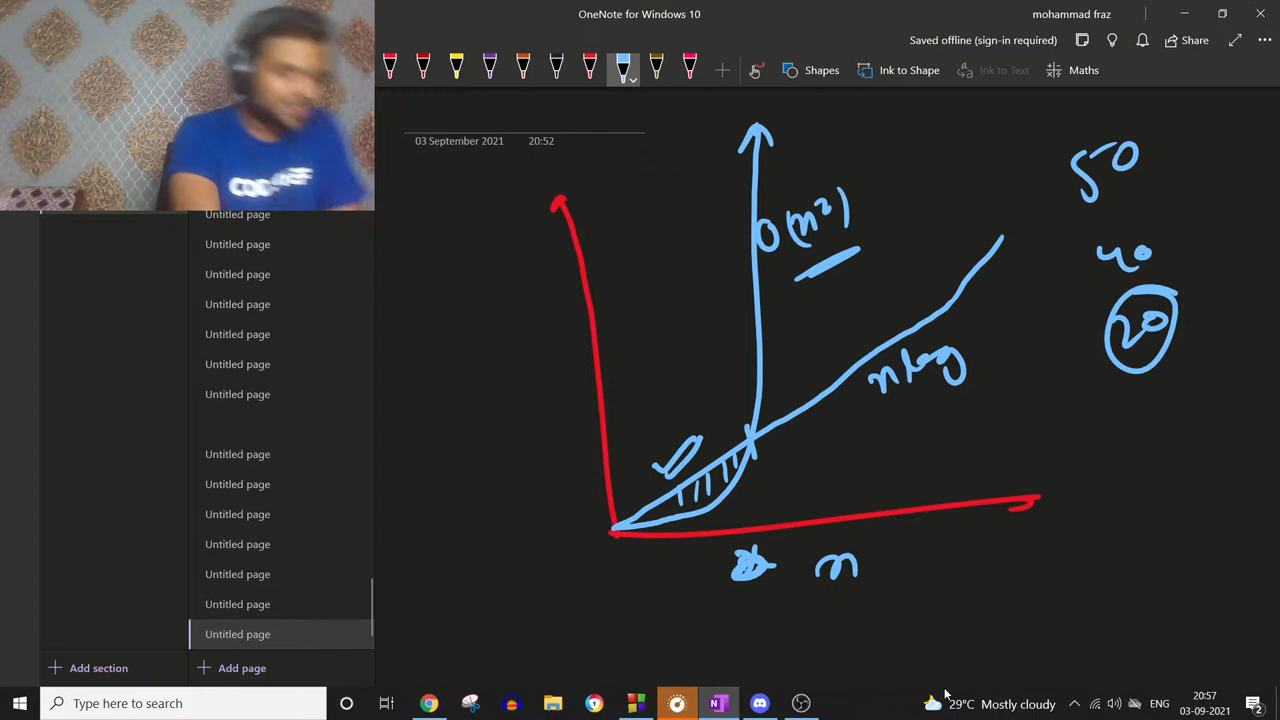 OneNote for Windows 10
mohammad fraz
Saved offline (sign in required)
Share
Shapes
Ink to Shape
Ink to Text
Maths
03 September 2021 20:52
50
O(n²)
40
20
n log
n
Untitled page
Untitled page
Untitled page
Untitled page
Untitled page
Untitled page
Untitled page
Untitled page
Untitled page
Untitled page
Untitled page
Untitled page
Untitled page
Untitled page
Add section
Add page
Type here to search
29°C Mostly cloudy
ENG
20:57
03-09-2021
2